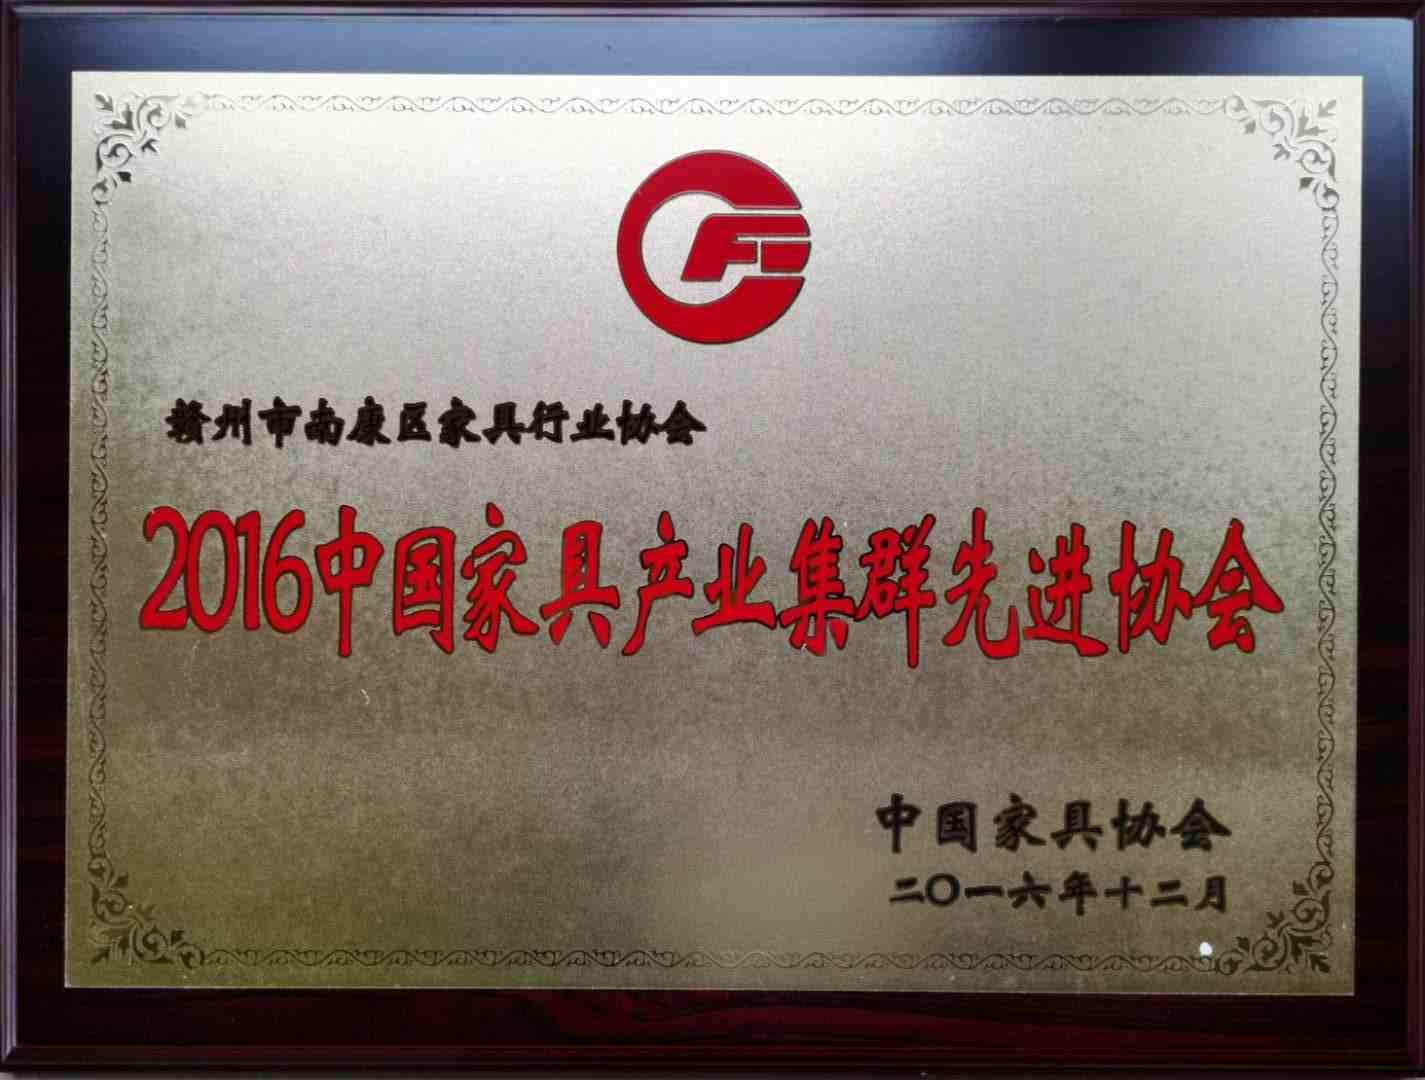 赣州市南康区家具行业协会
2016中国家具产业集群先进协会
中国家具协会
二〇一六年十二月